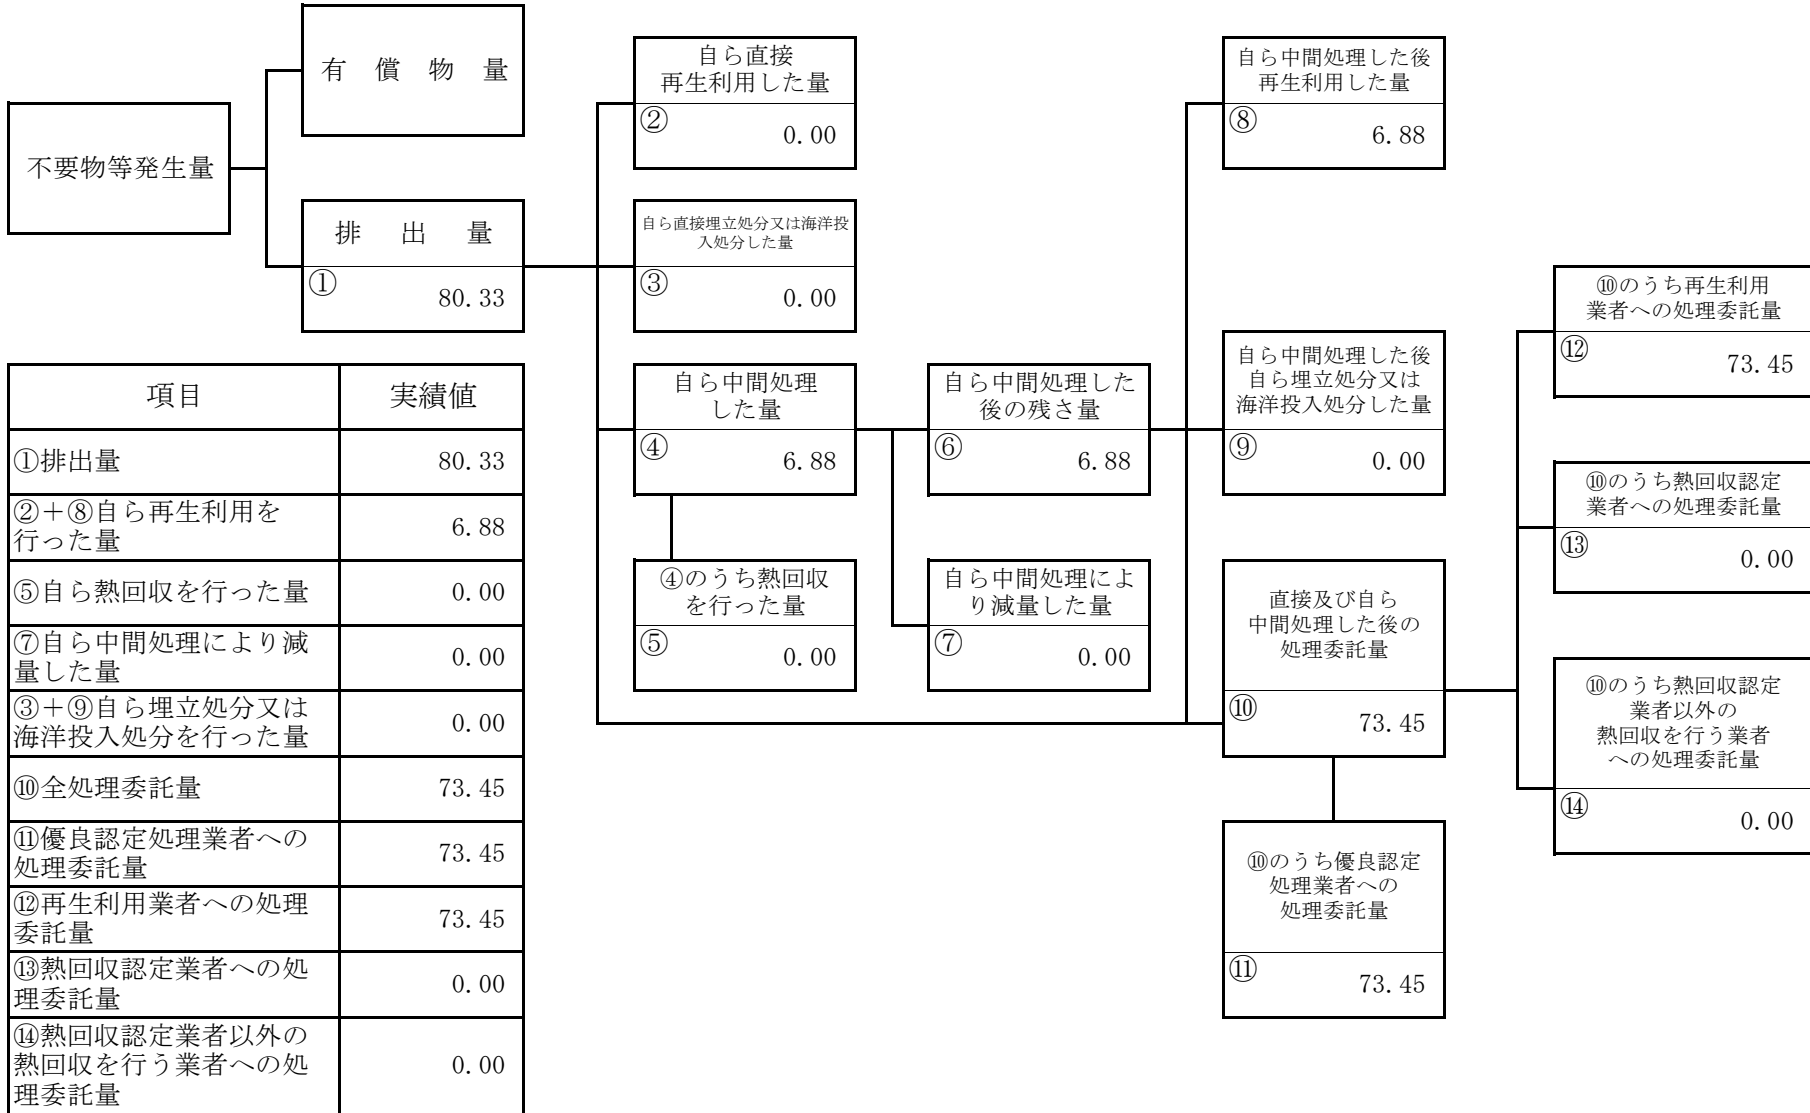 有　償　物　量
不要物等発生量
排　出　量
①
80.33
自ら直接
再生利用した量
②
0.00
自ら直接埋立処分又は海洋投
入処分した量
③
0.00
自ら中間処理
した量
④
6.88
④のうち熱回収
を行った量
⑤
0.00
自ら中間処理した
後の残さ量
⑥
6.88
自ら中間処理によ
り減量した量
⑦
0.00
自ら中間処理した後
再生利用した量
⑧
6.88
自ら中間処理した後
自ら埋立処分又は
海洋投入処分した量
⑨
0.00
直接及び自ら
中間処理した後の
処理委託量
⑩
73.45
⑩のうち優良認定
処理業者への
処理委託量
⑪
73.45
⑩のうち再生利用
業者への処理委託量
⑫
73.45
⑩のうち熱回収認定
業者への処理委託量
⑬
0.00
⑩のうち熱回収認定
業者以外の
熱回収を行う業者
への処理委託量
⑭
0.00
項目 実績値
①排出量 80.33
②＋⑧自ら再生利用を
行った量 6.88
⑤自ら熱回収を行った量 0.00
⑦自ら中間処理により減
量した量 0.00
③＋⑨自ら埋立処分又は
海洋投入処分を行った量 0.00
⑩全処理委託量 73.45
⑪優良認定処理業者への
処理委託量 73.45
⑫再生利用業者への処理
委託量 73.45
⑬熱回収認定業者への処
理委託量 0.00
⑭熱回収認定業者以外の
熱回収を行う業者への処
理委託量 0.00